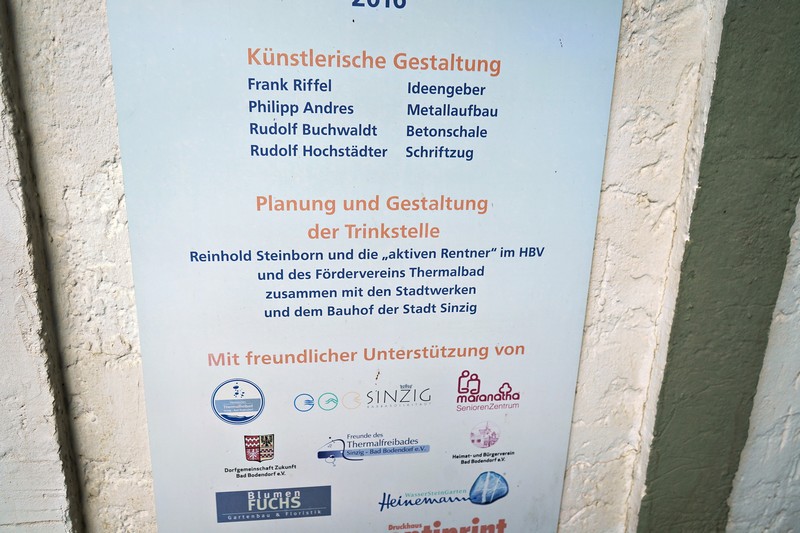 2016
Künstlerische Gestaltung
Frank Riffel Ideengeber
Philipp Andres Metallaufbau
Rudolf Buchwaldt Betonschale
Rudolf Hochstädter Schriftzug
Planung und Gestaltung
der Trinkstelle
Reinhold Steinborn und die „aktiven Rentner“ im HBV
und des Fördervereins Thermalbad
zusammen mit den Stadtwerken
und dem Bauhof der Stadt Sinzig
Mit freundlicher Unterstützung von
SINZIG
maranatha
SeniorenZentrum
Dorfgemeinschaft Zukunft
Bad Bodendorf e.V.
Freunde des
Thermalfreibades
Sinzig – Bad Bodendorf e.V.
Heimat- und Bürgerverein
Bad Bodendorf e.V.
Blumen
FUCHS
Gartenbau & Floristik
WasserSteinGarten
Heinemann
Druckhaus